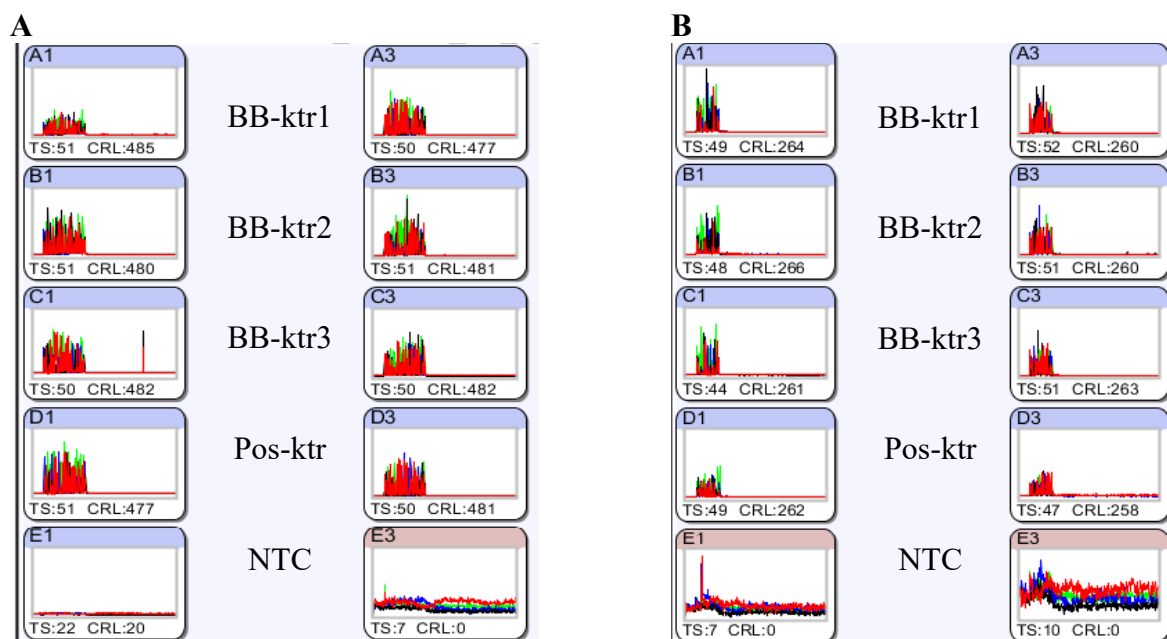 A
B
A1
A3
BB-ktr1
TS:51 CRL:485
TS:50 CRL:477
B1
B3
BB-ktr2
TS:51 CRL:480
TS:51 CRL:481
C1
C3
BB-ktr3
TS:50 CRL:482
TS:50 CRL:482
D1
D3
Pos-ktr
TS:51 CRL:477
TS:50 CRL:481
E1
E3
NTC
TS:22 CRL:20
TS:7 CRL:0
A1
A3
BB-ktr1
TS:49 CRL:264
TS:52 CRL:260
B1
B3
BB-ktr2
TS:48 CRL:266
TS:51 CRL:260
C1
C3
BB-ktr3
TS:44 CRL:261
TS:51 CRL:263
D1
D3
Pos-ktr
TS:49 CRL:262
TS:47 CRL:258
E1
E3
NTC
TS:7 CRL:0
TS:10 CRL:0